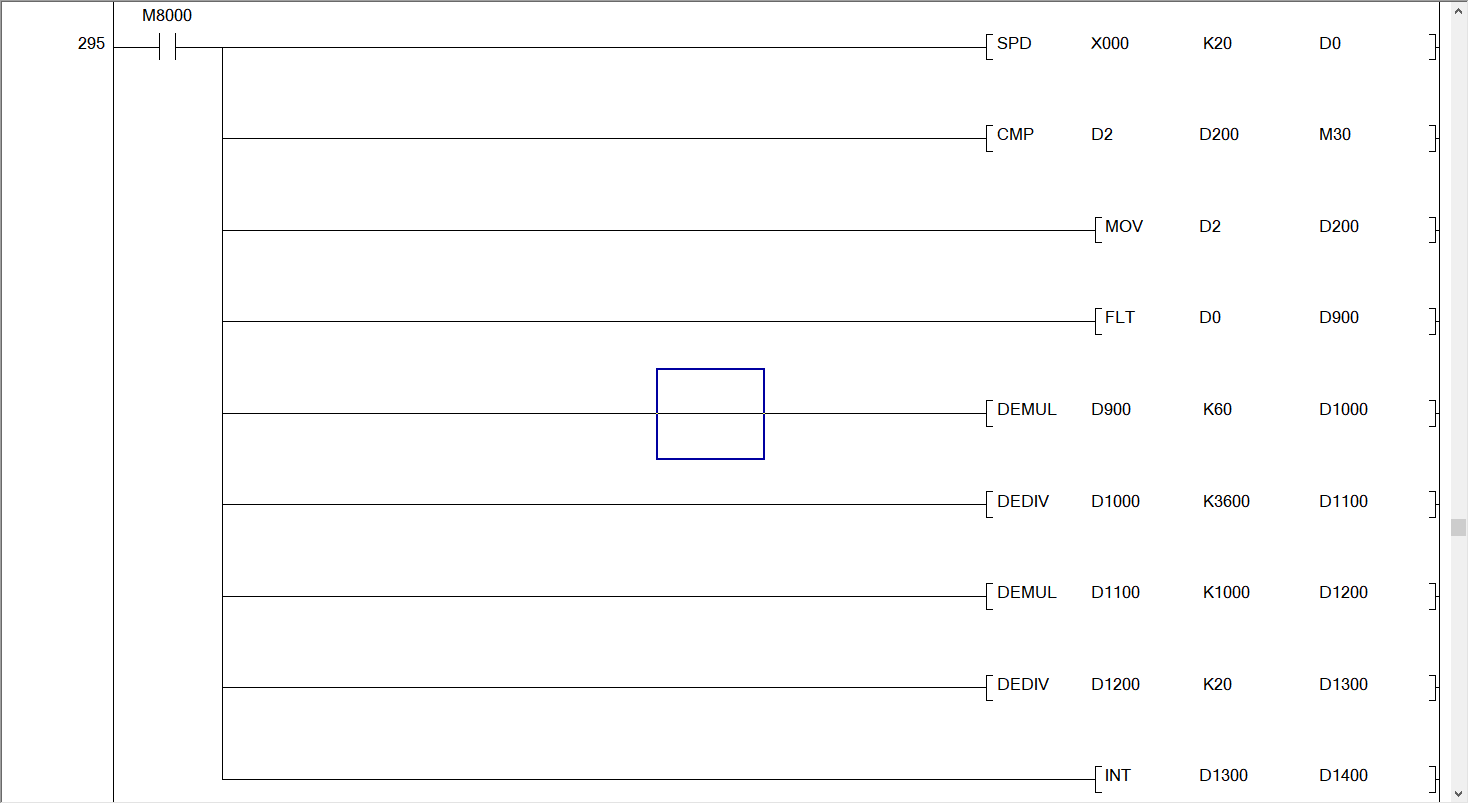 M8000
295 SPD X000 K20 D0
CMP D2 D200 M30
MOV D2 D200
FLT D0 D900
DEMUL D900 K60 D1000
DEDIV D1000 K3600 D1100
DEMUL D1100 K1000 D1200
DEDIV D1200 K20 D1300
INT D1300 D1400